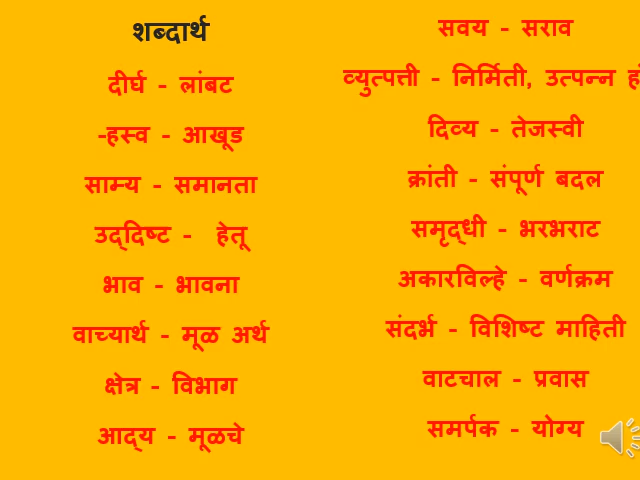 शब्दार्थ
दीर्घ - लांबट
-हस्व - आखूड
साम्य - समानता
उद्दिष्ट - हेतू
भाव - भावना
वाच्यार्थ - मूळ अर्थ
क्षेत्र - विभाग
आद्य - मूळचे
सवय - सराव
व्युत्पत्ती - निर्मिती, उत्पन्न
दिव्य - तेजस्वी
क्रांती - संपूर्ण बदल
समृद्धी - भरभराट
अकारविल्हे - वर्णक्रम
संदर्भ - विशिष्ट माहिती
वाटचाल - प्रवास
समर्पक - योग्य